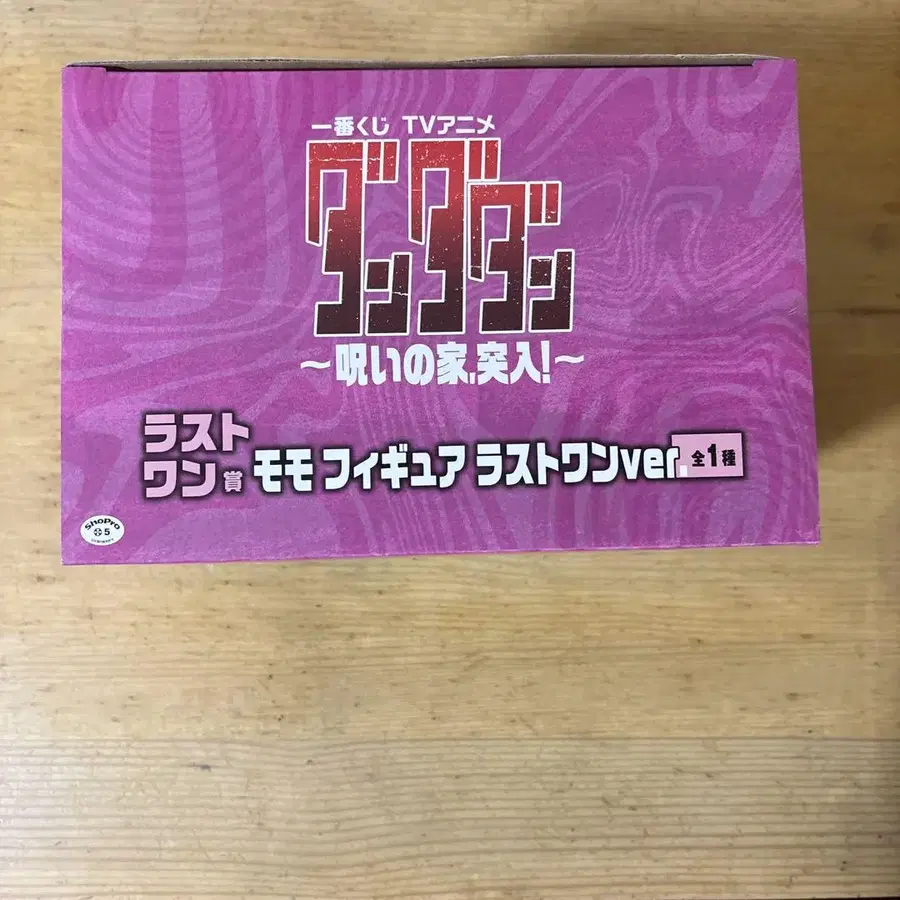 一番くじ TVアニメ
ダンダダン
～呪いの家、突入!～
ラスト
ワン賞
モモ フィギュア ラストワンver.
全1種
ShoPro
5